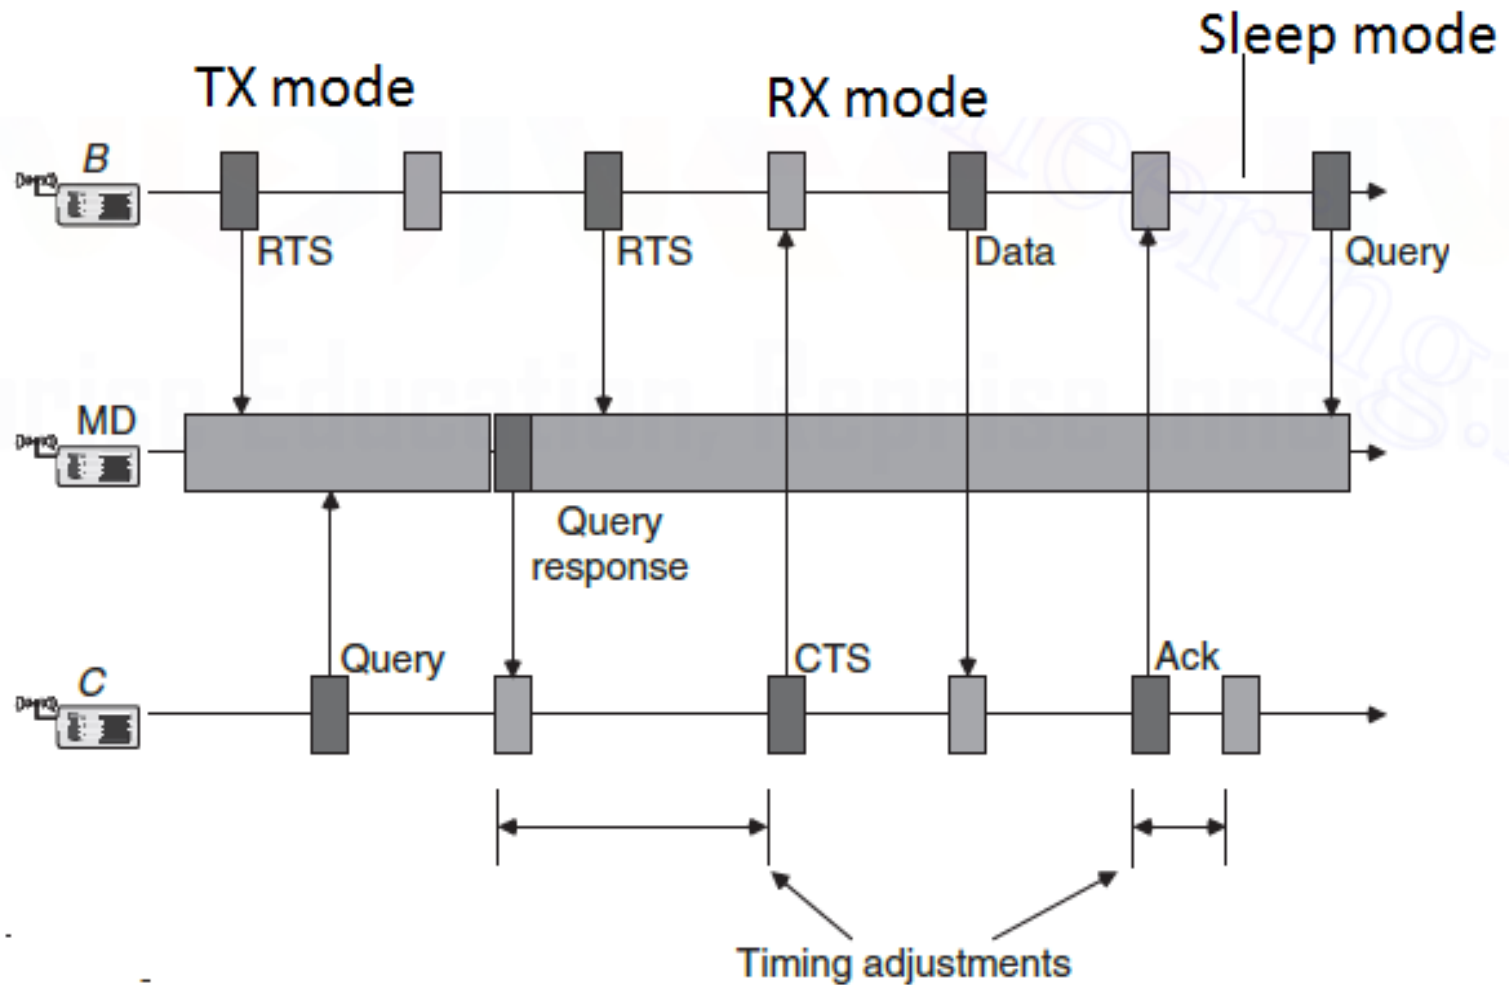 Sleep mode
TX mode
RX mode
B
RTS
RTS
Data
Query
MD
Query
response
Query
CTS
Ack
C
Timing adjustments